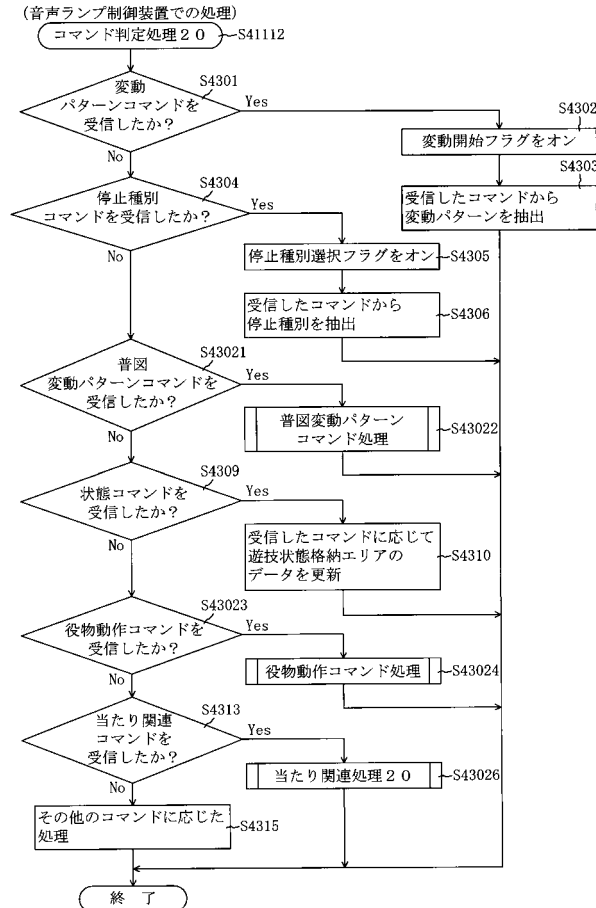 (音声ランプ制御装置での処理)
コマンド判定処理20
S41112
変動
パターンコマンドを
受信したか?
S4301
Yes
No
S4302
変動開始フラグをオン
S4303
受信したコマンドから
変動パターンを抽出
停止種別
コマンドを受信したか?
S4304
Yes
No
停止種別選択フラグをオン
S4305
受信したコマンドから
停止種別を抽出
S4306
普図
変動パターンコマンドを
受信したか?
S43021
Yes
No
普図変動パターン
コマンド処理
S43022
状態コマンドを
受信したか?
S4309
Yes
No
受信したコマンドに応じて
遊技状態格納エリアの
データを更新
S4310
役物動作コマンドを
受信したか?
S43023
Yes
No
役物動作コマンド処理
S43024
当たり関連
コマンドを
受信したか?
S4313
Yes
No
当たり関連処理20
S43026
その他のコマンドに応じた
処理
S4315
終 了